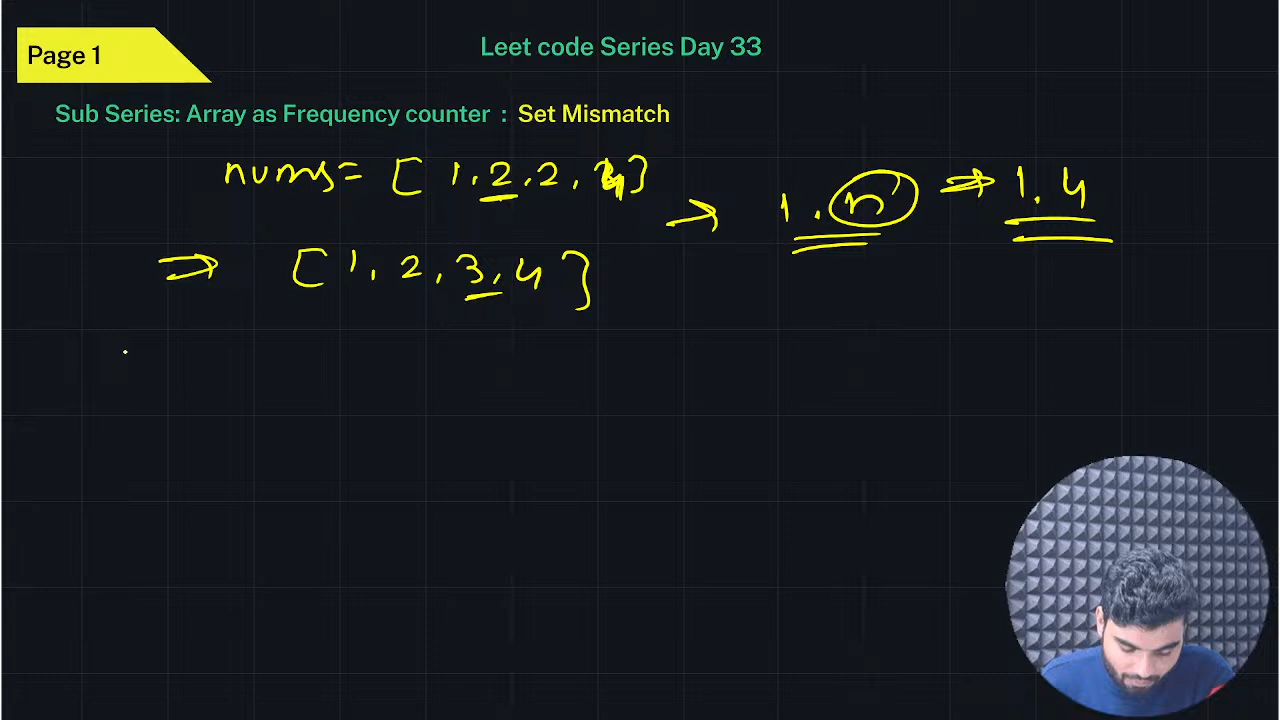 Page 1
Leet code Series Day 33
Sub Series: Array as Frequency counter : Set Mismatch
nums= [ 1, 2, 2, 4]
→ 1, n ⇒ 1, 4
⇒ [ 1, 2, 3, 4 ]